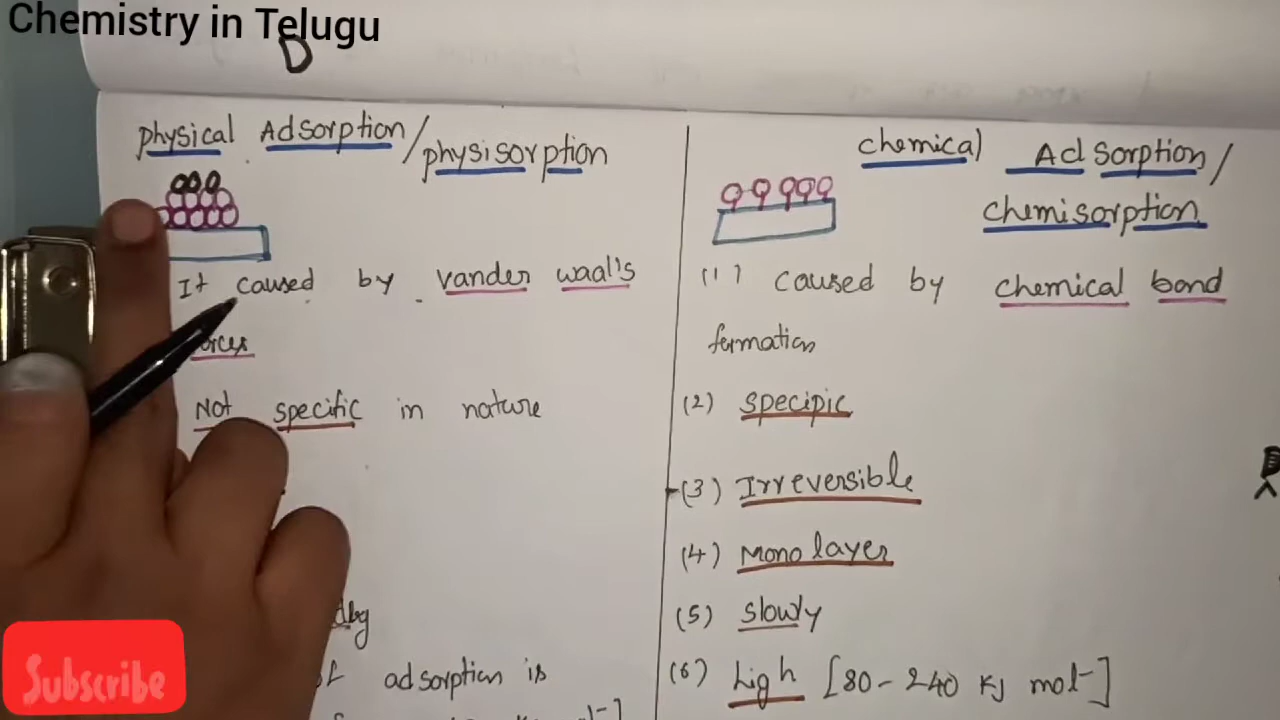 Chemistry in Telugu
D
physical Adsorption/
physisorption
It caused by vander waal's
Not specific in nature
adsorption is
chemical Adsorption/
chemisorption
(1) caused by chemical bond
formation
(2) specipic
(3) Irreversible
(4) Mono layer
(5) slowly
(6) high [80-240 KJ mol-]
Subscribe